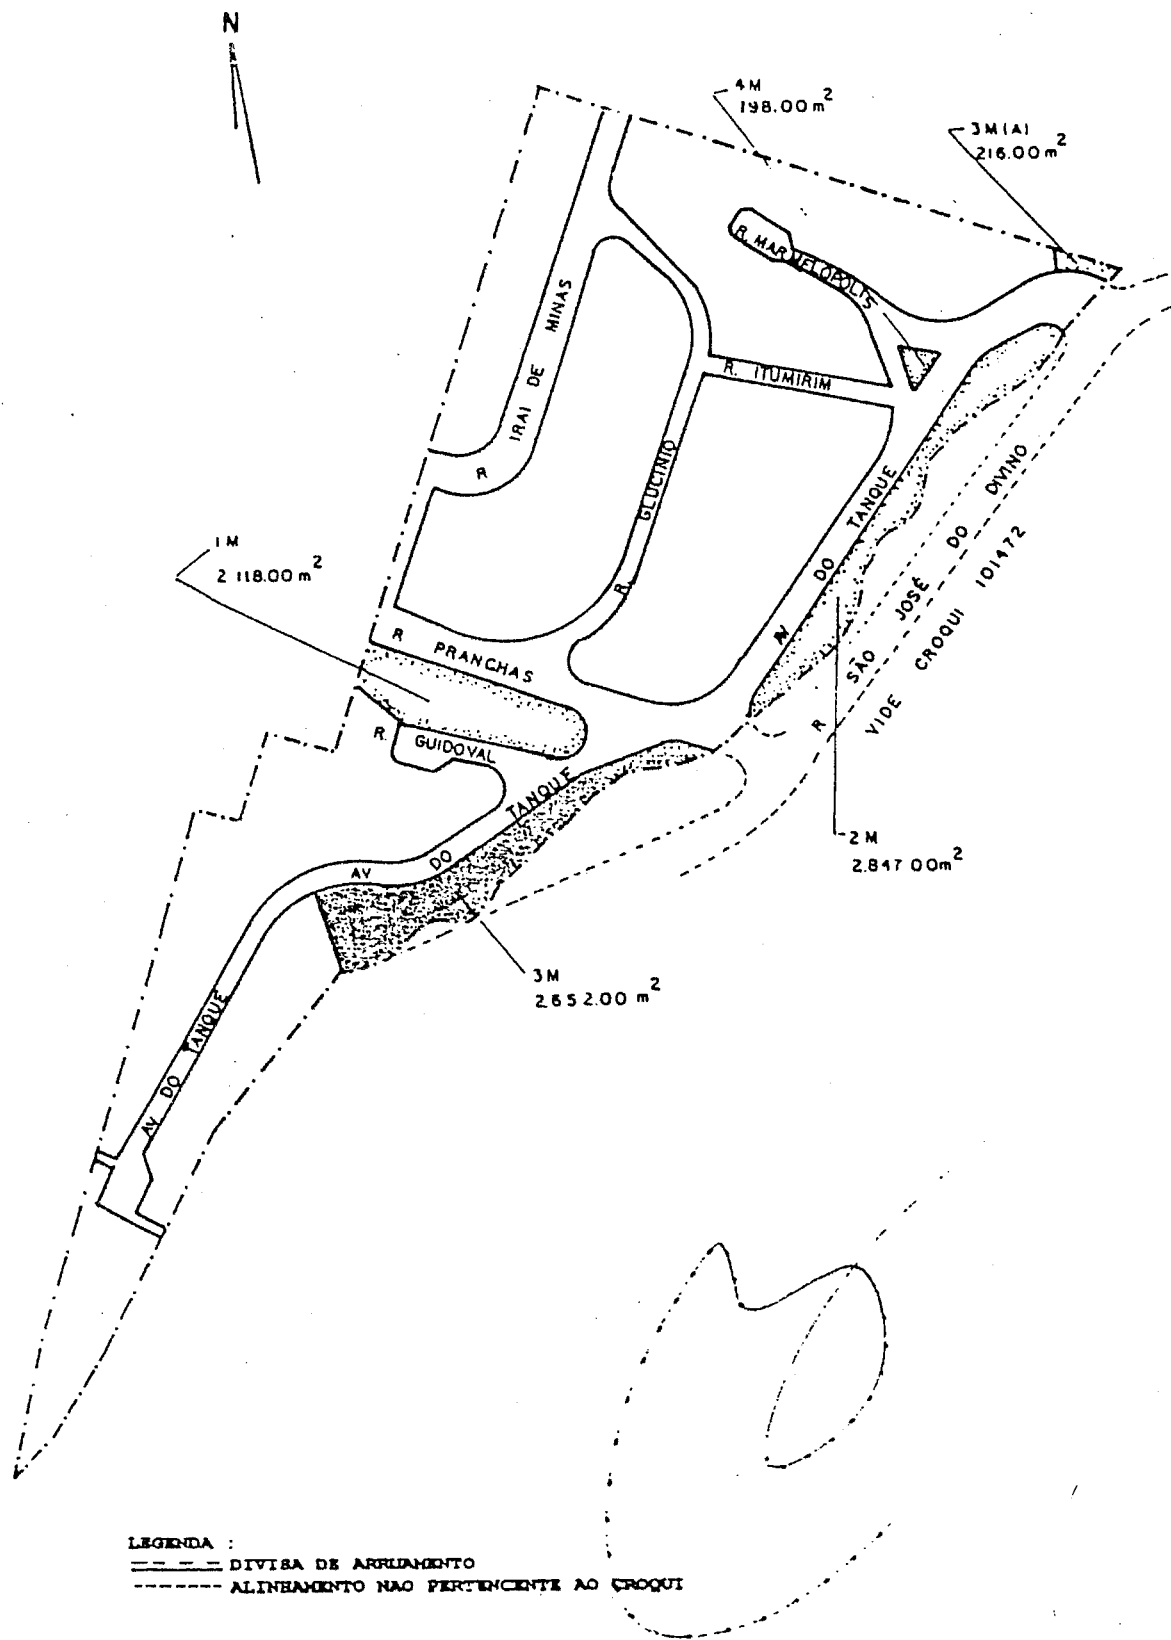 N
4M
198.00 m²
3M(A)
216.00 m²
R. MARMELOPOLIS
R. ITUMIRIM
R IRAI DE MINAS
R. GLUCINIO
AV DO TANQUE
R SÃO JOSÉ DO DIVINO
VIDE CROQUI 101472
1M
2 118.00 m²
R PRANCHAS
R. GUIDOVAL
AV DO TANQUE
2M
2.847 00m²
3M
2.652.00 m²
AV DO TANQUE
LEGENDA :
DIVISA DE ARRUAMENTO
ALINHAMENTO NAO PERTENCENTE AO CROQUI